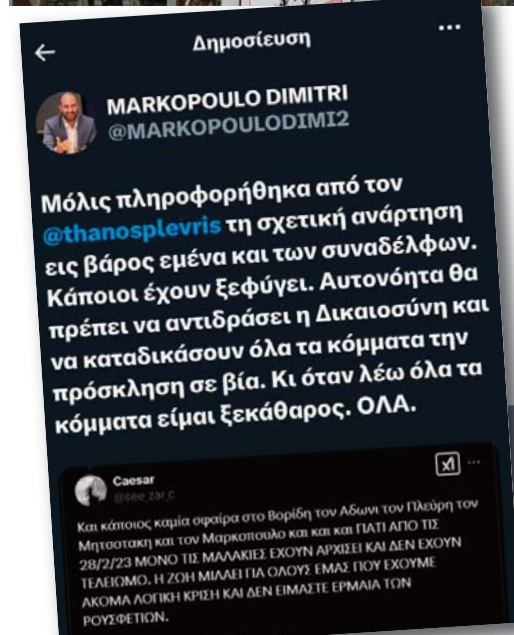 Δημοσίευση
MARKOPOULO DIMITRI
@MARKOPOULODIMI2
Μόλις πληροφορήθηκα από τον
@thanosplevris τη σχετική ανάρτηση
εις βάρος εμένα και των συναδέλφων.
Κάποιοι έχουν ξεφύγει. Αυτονόητα θα
πρέπει να αντιδράσει η Δικαιοσύνη και
να καταδικάσουν όλα τα κόμματα την
πρόσκληση σε βία. Κι όταν λέω όλα τα
κόμματα είμαι ξεκάθαρος. ΟΛΑ.
Caesar
@see_zar_c
Και κάποιος καμία σφαίρα στο Βορίδη τον Αδωνι τον Πλεύρη τον
Μητσοτακη και τον Μαρκοπουλο και και και ΓΙΑΤΙ ΑΠΟ ΤΙΣ
28/2/23 ΜΟΝΟ ΤΙΣ ΜΑΛΑΚΙΕΣ ΕΧΟΥΝ ΑΡΧΙΣΕΙ ΚΑΙ ΔΕΝ ΕΧΟΥΝ
ΤΕΛΕΙΩΜΟ. Η ΖΩΗ ΜΙΛΑΕΙ ΓΙΑ ΟΛΟΥΣ ΕΜΑΣ ΠΟΥ ΕΧΟΥΜΕ
ΑΚΟΜΑ ΛΟΓΙΚΗ ΚΡΙΣΗ ΚΑΙ ΔΕΝ ΕΙΜΑΣΤΕ ΕΡΜΑΙΑ ΤΩΝ
ΡΟΥΣΦΕΤΙΩΝ.